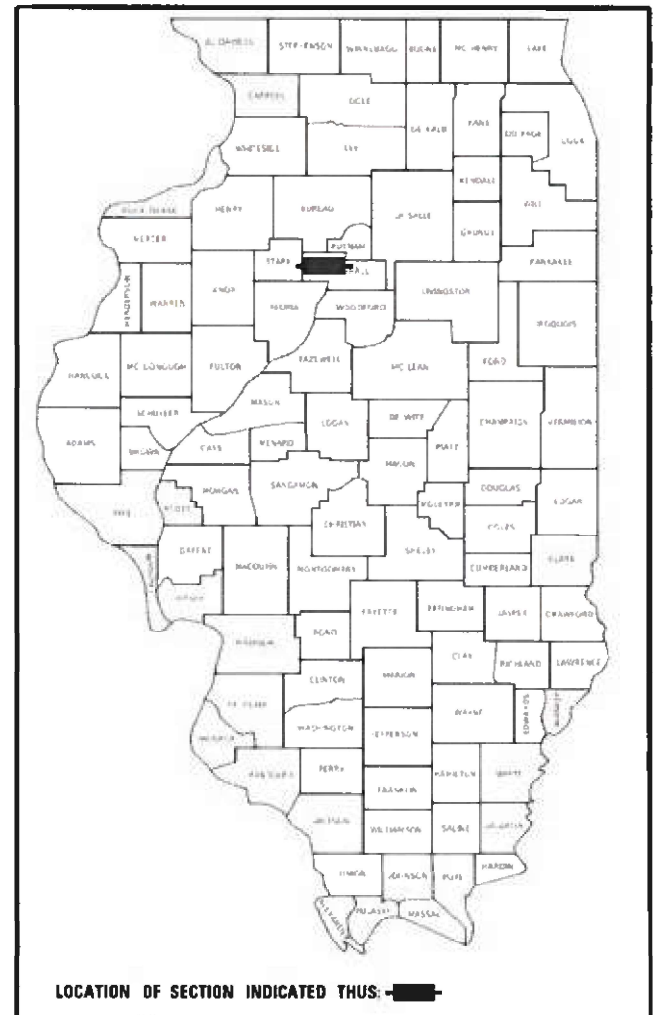 STEPHENSON WINNEBAGO BOONE MC HENRY LAKE
CARROLL OGLE
DE KALB KANE DU PAGE COOK
WHITESIDE LEE
KENDALL
HENRY BUREAU LA SALLE WILL
GRUNDY
MERCER PUTNAM
STARK KANKAKEE
HENDERSON WARREN KNOX LIVINGSTON
PEORIA WOODFORD IROQUOIS
TAZEWELL FORD
HANCOCK MC DONOUGH FULTON MC LEAN
MASON
SCHUYLER LOGAN DE WITT CHAMPAIGN VERMILION
ADAMS CASS MENARD PIATT
BROWN MACON
SANGAMON DOUGLAS
MORGAN EDGAR
PIKE SCOTT CHRISTIAN COLES
SHELBY
GREENE MACOUPIN MONTGOMERY CUMBERLAND CLARK
FAYETTE EFFINGHAM JASPER CRAWFORD
BOND
MADISON CLAY RICHLAND LAWRENCE
CLINTON MARION
WAYNE EDWARDS
WASHINGTON JEFFERSON
PERRY HAMILTON WHITE
RANDOLPH FRANKLIN
JACKSON WILLIAMSON SALINE
UNION JOHNSON POPE HARDIN
PULASKI MASSAC
LOCATION OF SECTION INDICATED THUS: